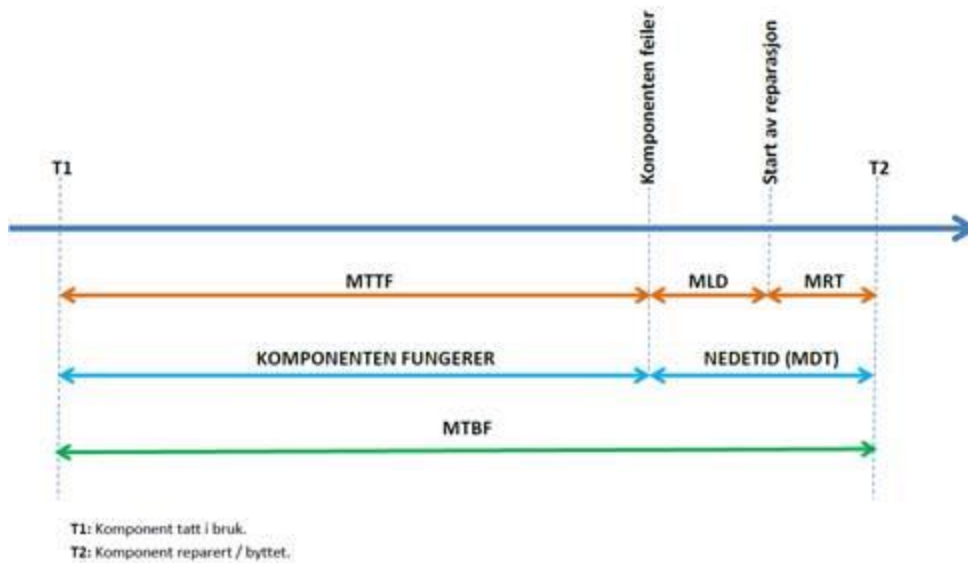 Komponenten feiler
Start av reparasjon
T1
T2
MTTF
MLD
MRT
KOMPONENTEN FUNGERER
NEDETID (MDT)
MTBF
T1: Komponent tatt i bruk.
T2: Komponent reparert / byttet.